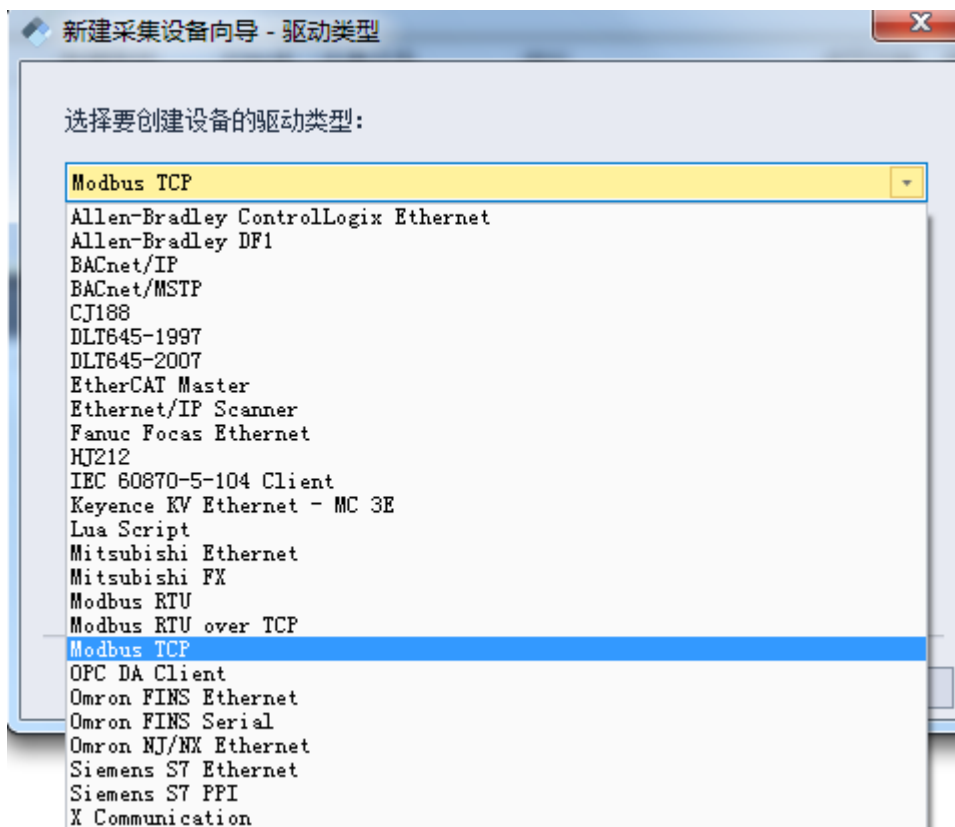 新建采集设备向导 - 驱动类型
选择要创建设备的驱动类型:
Modbus TCP
Allen-Bradley ControlLogix Ethernet
Allen-Bradley DF1
BACnet/IP
BACnet/MSTP
CJ188
DLT645-1997
DLT645-2007
EtherCAT Master
Ethernet/IP Scanner
Fanuc Focas Ethernet
HJ212
IEC 60870-5-104 Client
Keyence KV Ethernet - MC 3E
Lua Script
Mitsubishi Ethernet
Mitsubishi FX
Modbus RTU
Modbus RTU over TCP
Modbus TCP
OPC DA Client
Omron FINS Ethernet
Omron FINS Serial
Omron NJ/NX Ethernet
Siemens S7 Ethernet
Siemens S7 PPI
X Communication